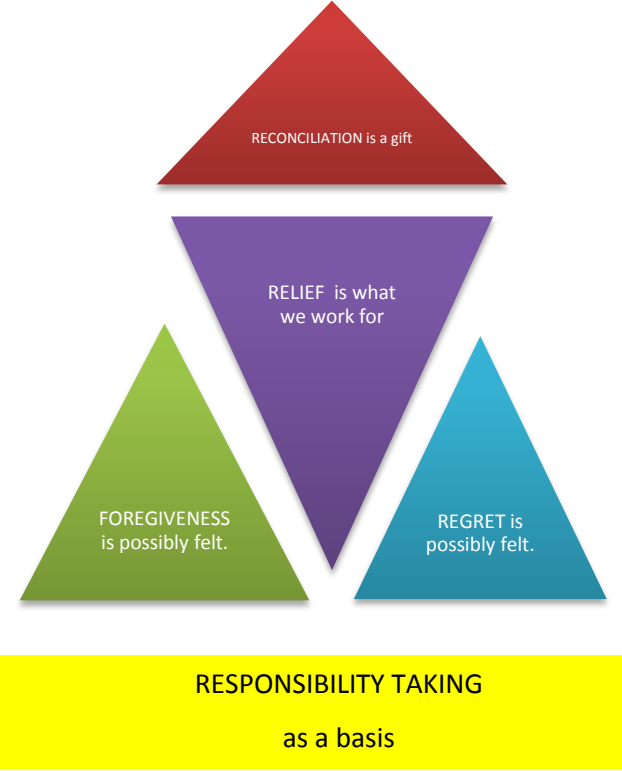 RECONCILIATION is a gift
RELIEF is what
we work for
FOREGIVENESS
is possibly felt.
REGRET is
possibly felt.
RESPONSIBILITY TAKING
as a basis